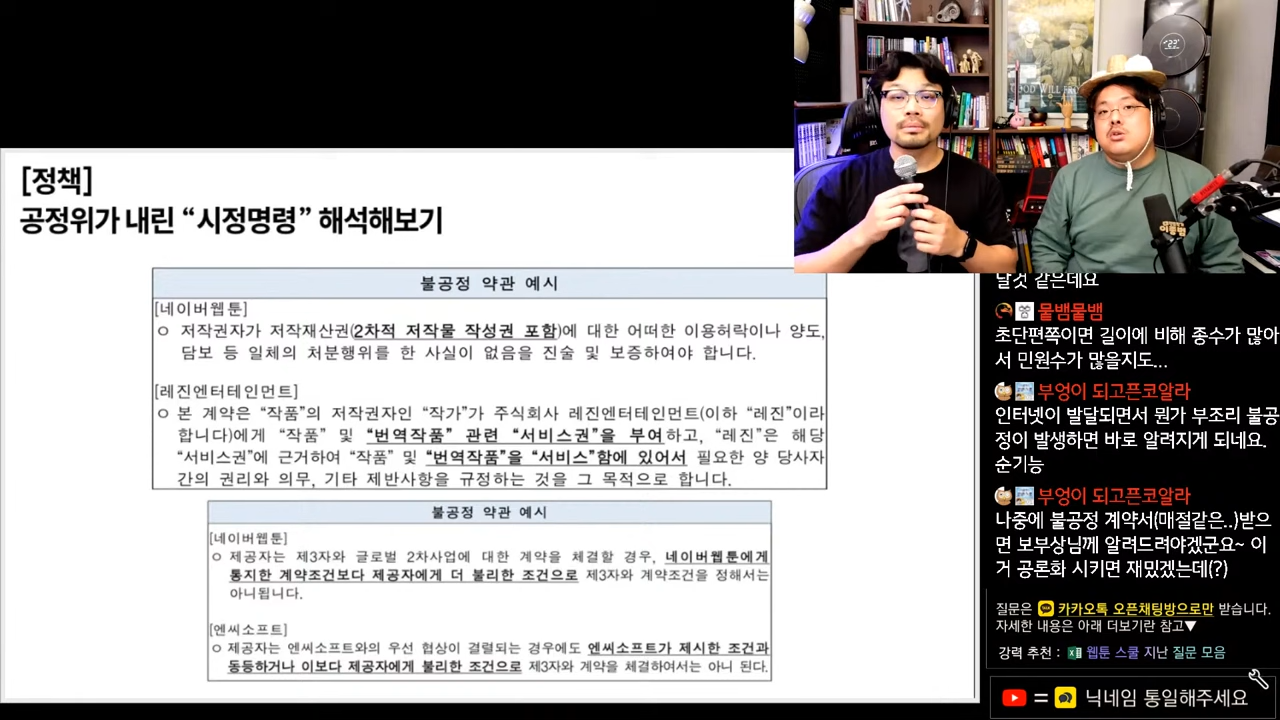 [정책]
공정위가 내린 “시정명령” 해석해보기
불공정 약관 예시
[네이버웹툰]
ㅇ 저작권자가 저작재산권(2차적 저작물 작성권 포함)에 대한 어떠한 이용허락이나 양도,
담보 등 일체의 처분행위를 한 사실이 없음을 진술 및 보증하여야 합니다.
[레진엔터테인먼트]
ㅇ 본 계약은 “작품”의 저작권자인 “작가”가 주식회사 레진엔터테인먼트(이하 “레진”이라
합니다)에게 “작품” 및 “번역작품” 관련 “서비스권”을 부여하고, “레진”은 해당
“서비스권”에 근거하여 “작품” 및 “번역작품”을 “서비스”함에 있어서 필요한 양 당사자
간의 권리와 의무, 기타 제반사항을 규정하는 것을 그 목적으로 합니다.
불공정 약관 예시
[네이버웹툰]
ㅇ 제공자는 제3자와 글로벌 2차사업에 대한 계약을 체결할 경우, 네이버웹툰에게
통지한 계약조건보다 제공자에게 더 불리한 조건으로 제3자와 계약조건을 정해서는
아니됩니다.
[엔씨소프트]
ㅇ 제공자는 엔씨소프트와의 우선 협상이 결렬되는 경우에도 엔씨소프트가 제시한 조건과
동등하거나 이보다 제공자에게 불리한 조건으로 제3자와 계약을 체결하여서는 아니 된다.
GOOD WILL
이종범
달것 같은데요
뭍뱀뭍뱀
초단편쪽이면 길이에 비해 종수가 많아
서 민원수가 많을지도...
부엉이 되고픈코알라
인터넷이 발달되면서 뭔가 부조리 불공
정이 발생하면 바로 알려지게 되네요.
순기능
부엉이 되고픈코알라
나중에 불공정 계약서(매절같은..)받으
면 보부상님께 알려드려야겠군요~ 이
거 공론화 시키면 재밌겠는데(?)
질문은 카카오톡 오픈채팅방으로만 받습니다.
자세한 내용은 아래 더보기란 참고▼
강력 추천 : 웹툰 스쿨 지난 질문 모음
= 닉네임 통일해주세요